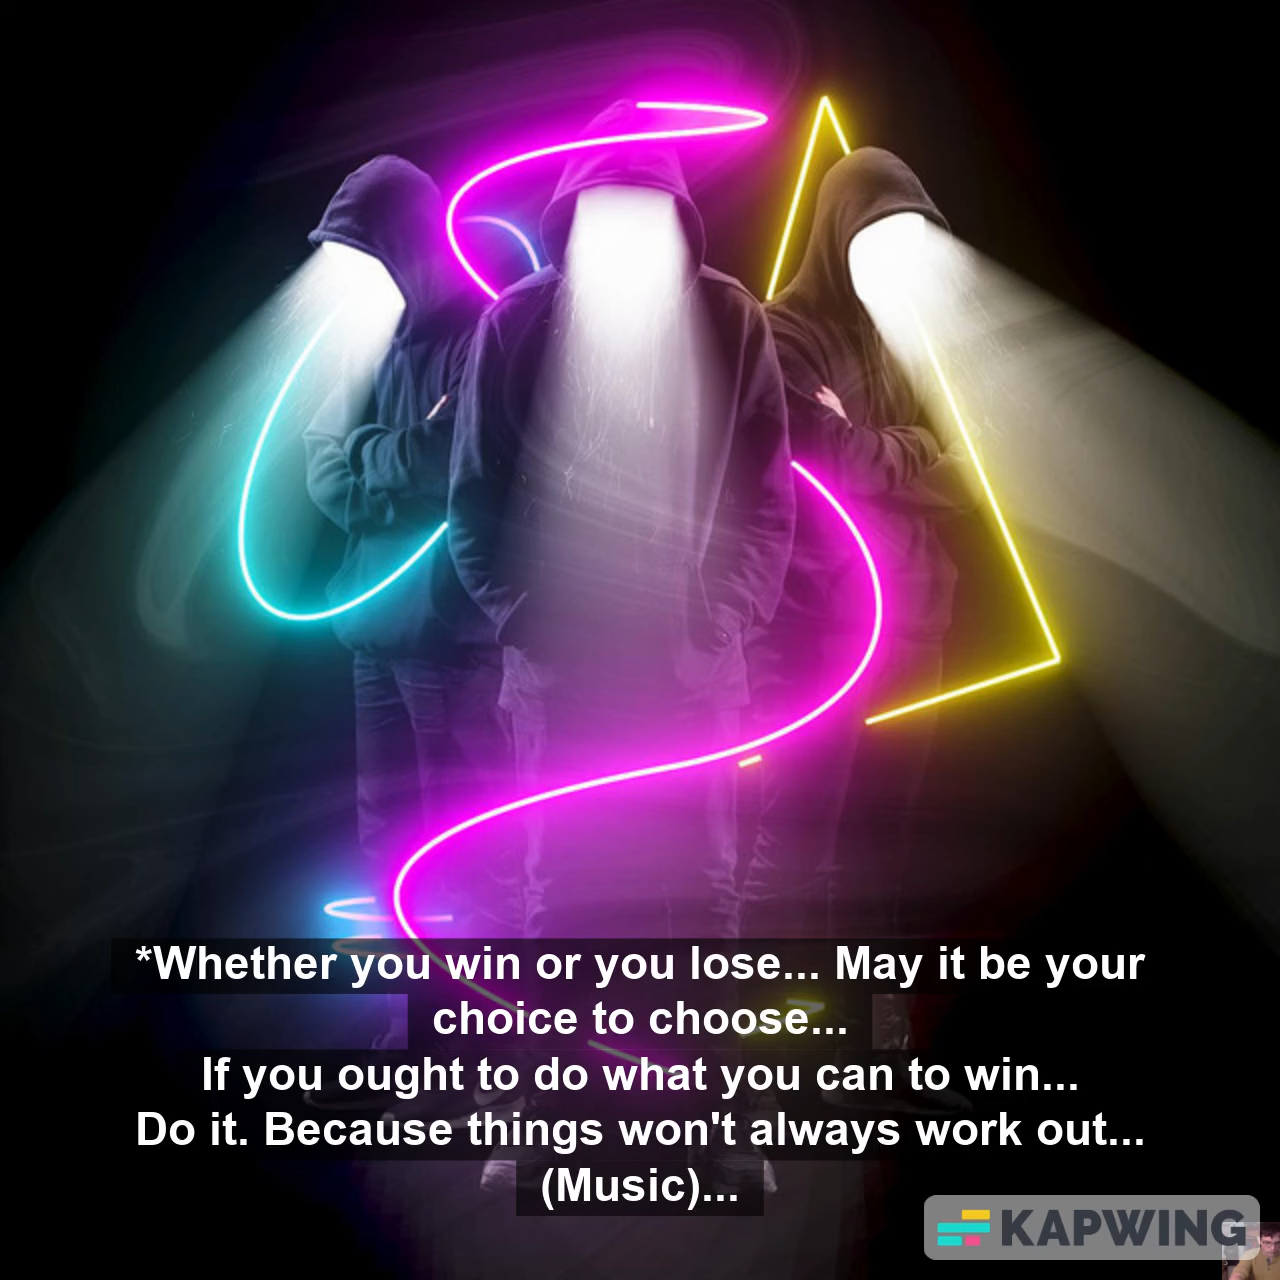 *Whether you win or you lose... May it be your
choice to choose...
If you ought to do what you can to win...
Do it. Because things won't always work out...
(Music)...
KAPWING